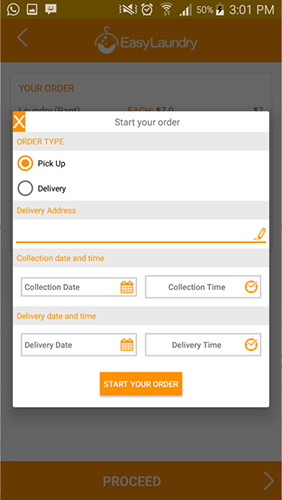 50% 3:01 PM
EasyLaundry
YOUR ORDER
Laundry (Pant) EACH: $7.0 $7
X Start your order
ORDER TYPE
Pick Up
Delivery
Delivery Address
Collection date and time
Collection Date Collection Time
Delivery date and time
Delivery Date Delivery Time
START YOUR ORDER
PROCEED